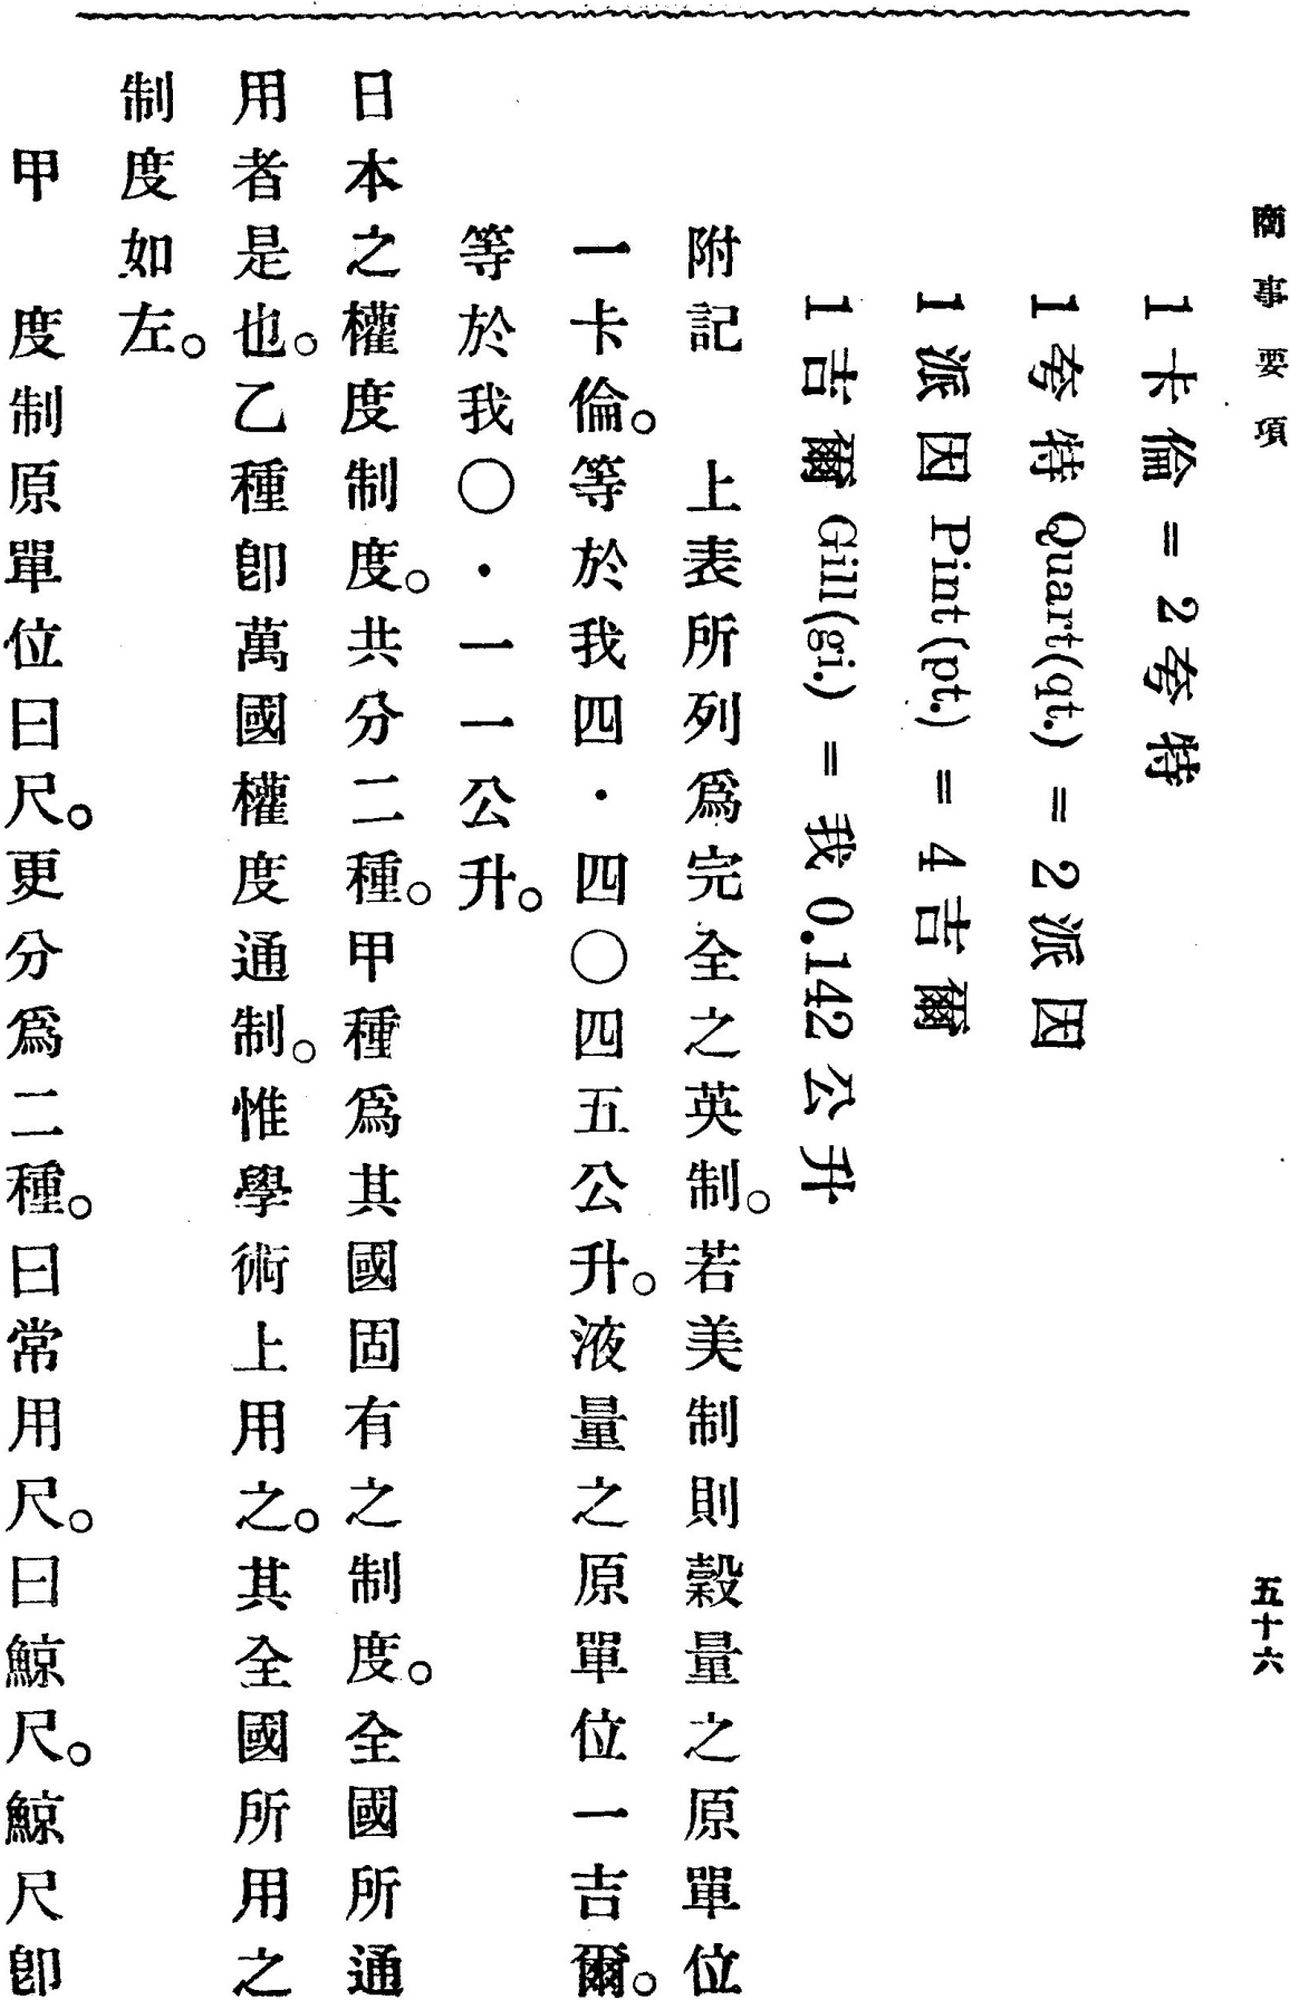 商事要項
五十六
1卡倫 = 2夸特
1夸特 Quart(qt.) = 2派因
1派因 Pint(pt.) = 4吉爾
1吉爾 Gill(gi.) = 我 0.142 公升
附記　上表所列爲完全之英制。若美制則穀量之原單位
一卡倫。等於我四·四〇四五公升。液量之原單位一吉爾。
等於我〇·一一公升。
日本之權度制度。共分二種。甲種爲其國固有之制度。全國所通
用者是也。乙種卽萬國權度通制。惟學術上用之。其全國所用之
制度如左。
甲　度制原單位曰尺。更分爲二種。曰常用尺。曰鯨尺。鯨尺卽